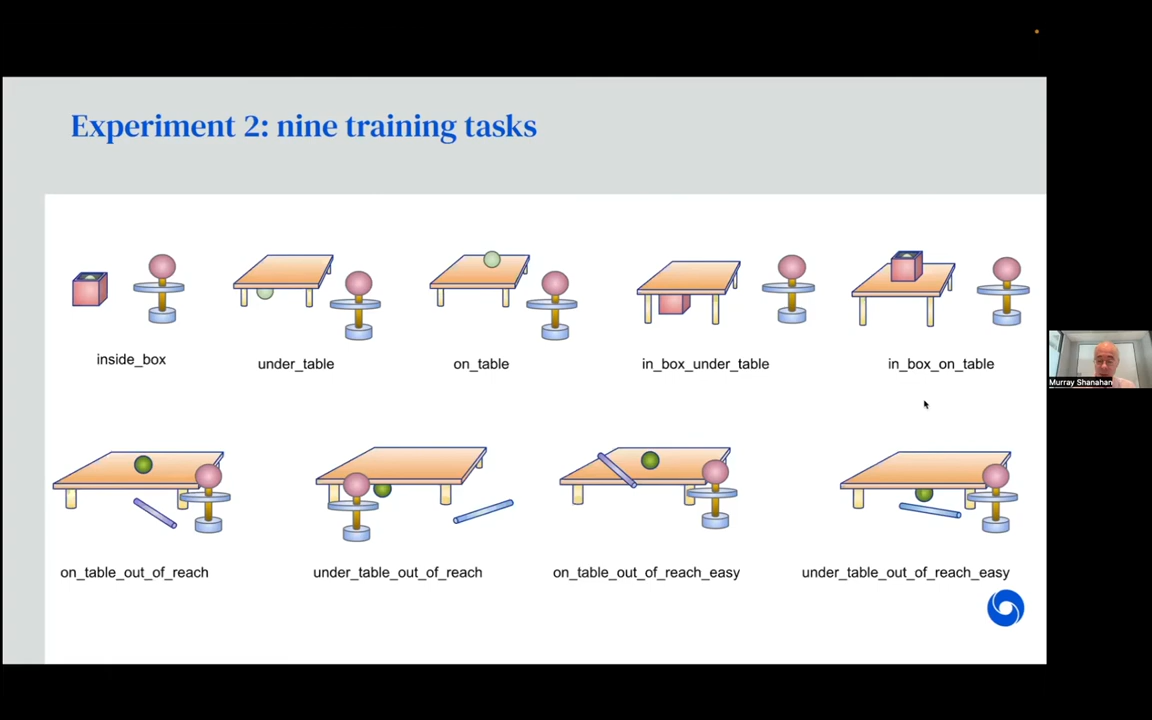 Experiment 2: nine training tasks
inside_box
under_table
on_table
in_box_under_table
in_box_on_table
Murray Shanahan
on_table_out_of_reach
under_table_out_of_reach
on_table_out_of_reach_easy
under_table_out_of_reach_easy